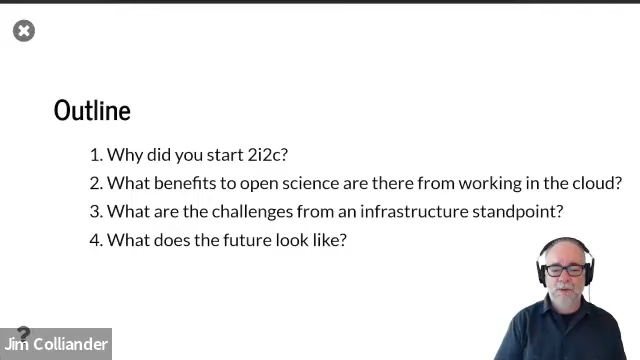 Outline
1. Why did you start 2i2c?
2. What benefits to open science are there from working in the cloud?
3. What are the challenges from an infrastructure standpoint?
4. What does the future look like?
?
Jim Colliander